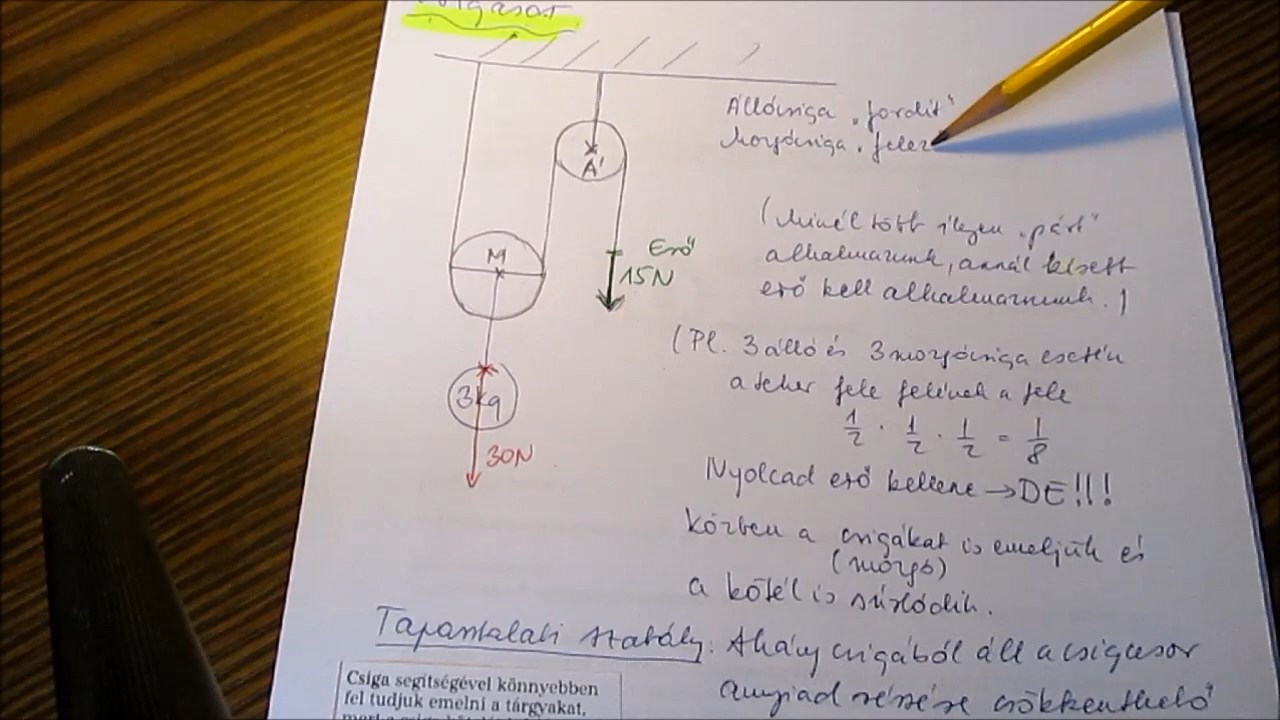 Állócsiga „fordít"
Mozgócsiga „felez
A
M
Erő
15N
3kg
30N
(Minél több ilyen „párt"
alkalmazunk, annál kisebb
erő kell alkalmaznunk.)
(Pl. 3 álló és 3 mozgócsiga esetén
a teher fele felének a fele
1/2 · 1/2 · 1/2 = 1/8
Nyolcad erő kellene → DE!!!
közben a csigákat is emeljük és
(mozgó)
a kötél is súrlódik.
Tapasztalati szabály: Ahány csigából áll a csigasor
annyiad részére csökkenthető
Csiga segítségével könnyebben
fel tudjuk emelni a tárgyakat,